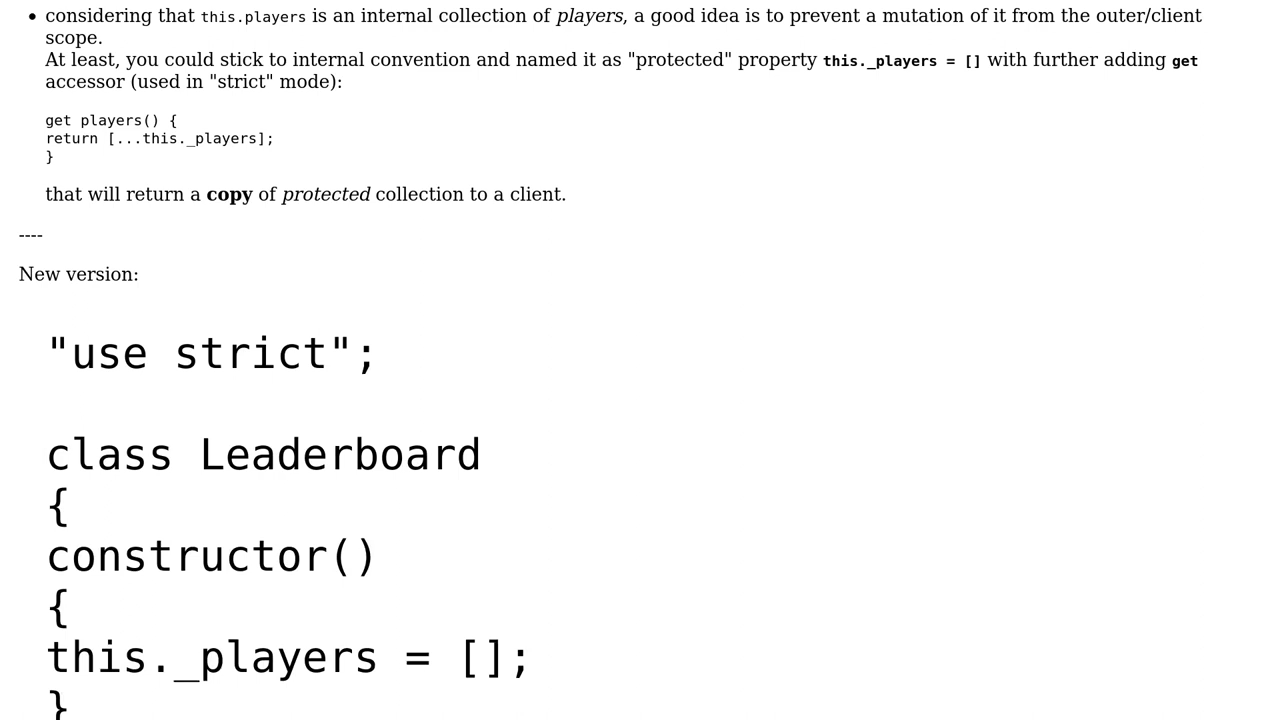 • considering that this.players is an internal collection of players, a good idea is to prevent a mutation of it from the outer/client
scope.
At least, you could stick to internal convention and named it as "protected" property this._players = [] with further adding get
accessor (used in "strict" mode):
get players() {
return [...this._players];
}
that will return a copy of protected collection to a client.
----
New version:
"use strict";
class Leaderboard
{
constructor()
{
this._players = [];
}